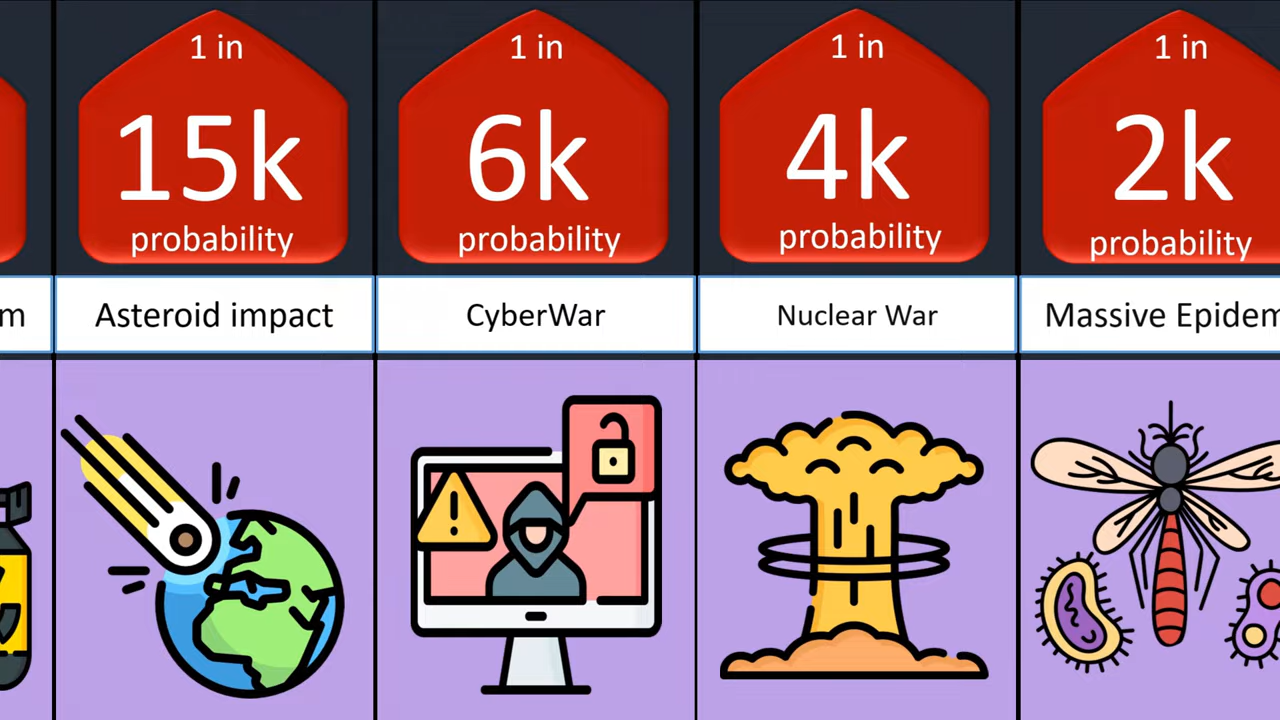 1 in
15k
probability
Asteroid impact
1 in
6k
probability
CyberWar
1 in
4k
probability
Nuclear War
1 in
2k
probability
Massive